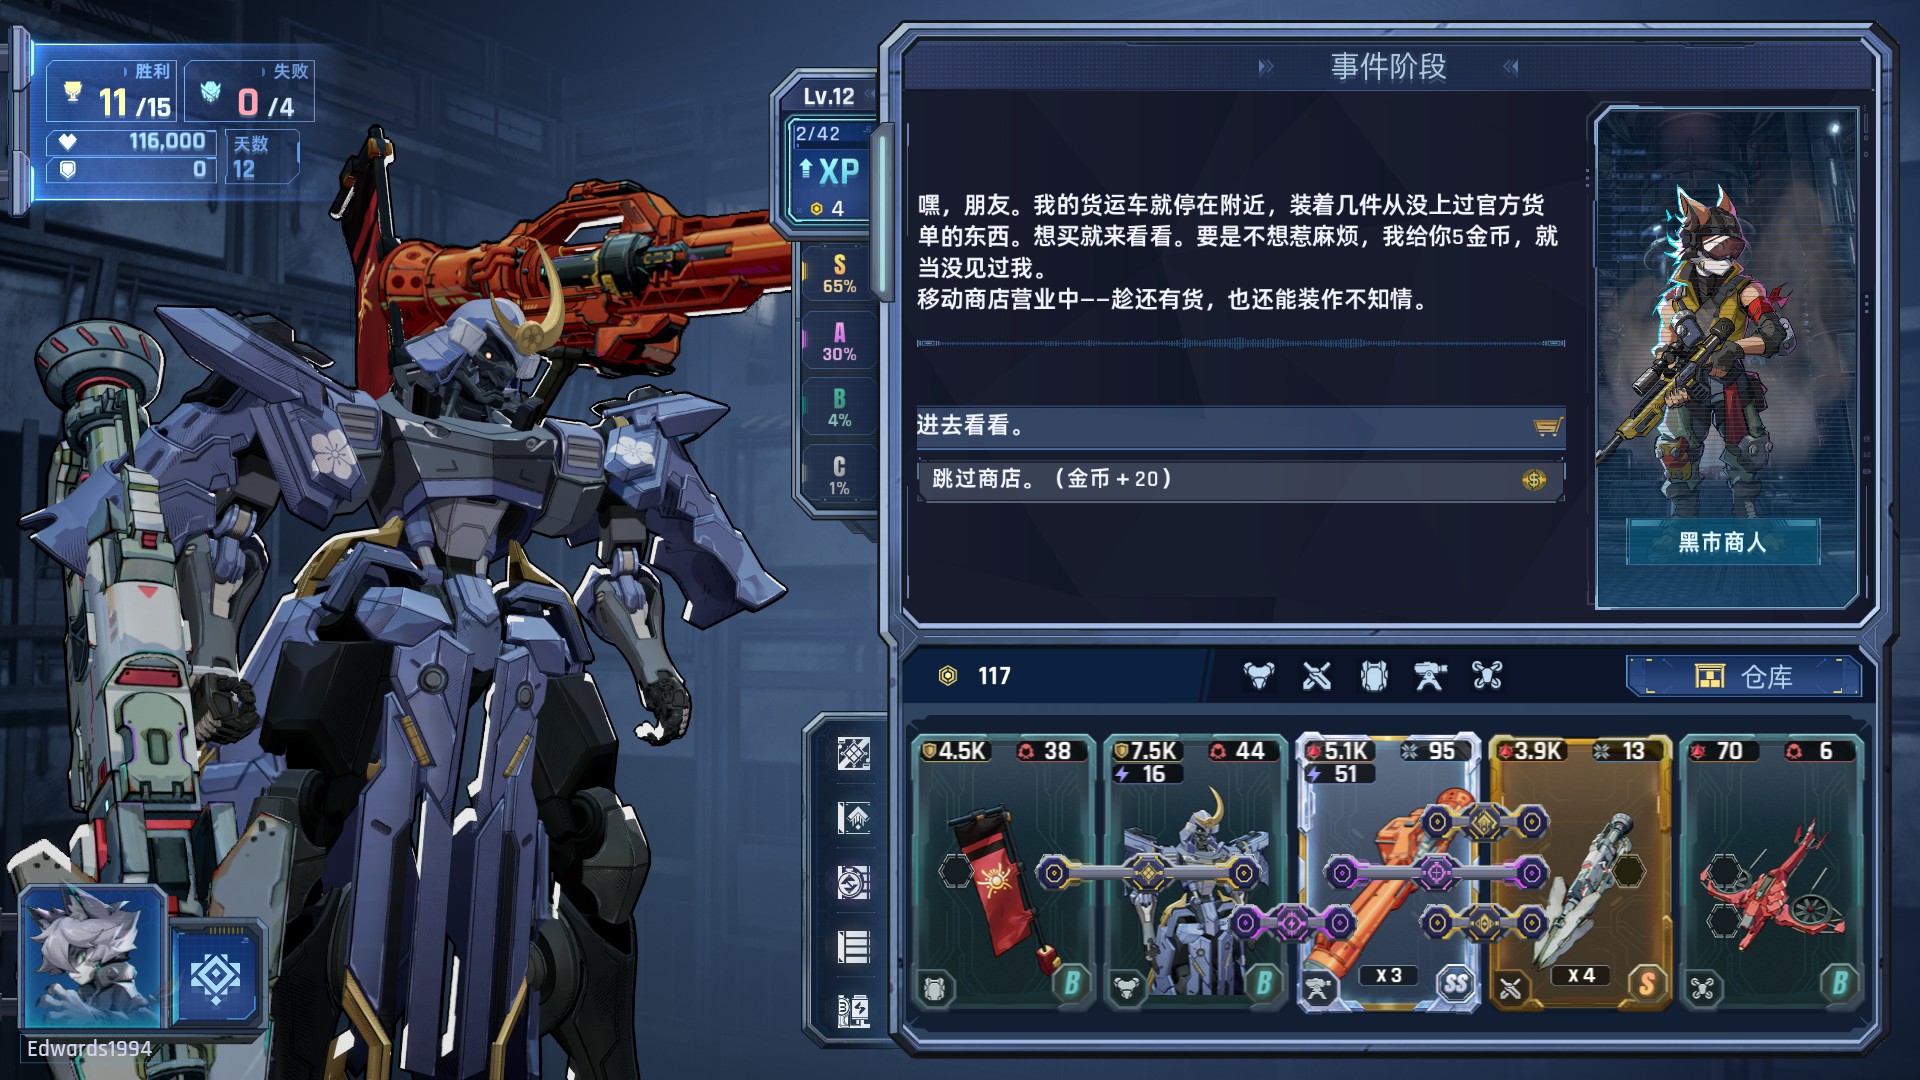 胜利
11/15
失败
0/4
116,000
0
天数
12
Lv.12
2/42
XP
4
S
65%
A
30%
B
4%
C
1%
事件阶段
嘿，朋友。我的货运车就停在附近，装着几件从没上过官方货
单的东西。想买就来看看。要是不想惹麻烦，我给你5金币，就
当没见过我。
移动商店营业中——趁还有货，也还能装作不知情。
进去看看。
跳过商店。（金币+20）
黑市商人
117
仓库
4.5K 38
7.5K 44
16
5.1K 95
51
3.9K 13
70 6
B
B
x3
SS
x4
S
B
Edwards1994